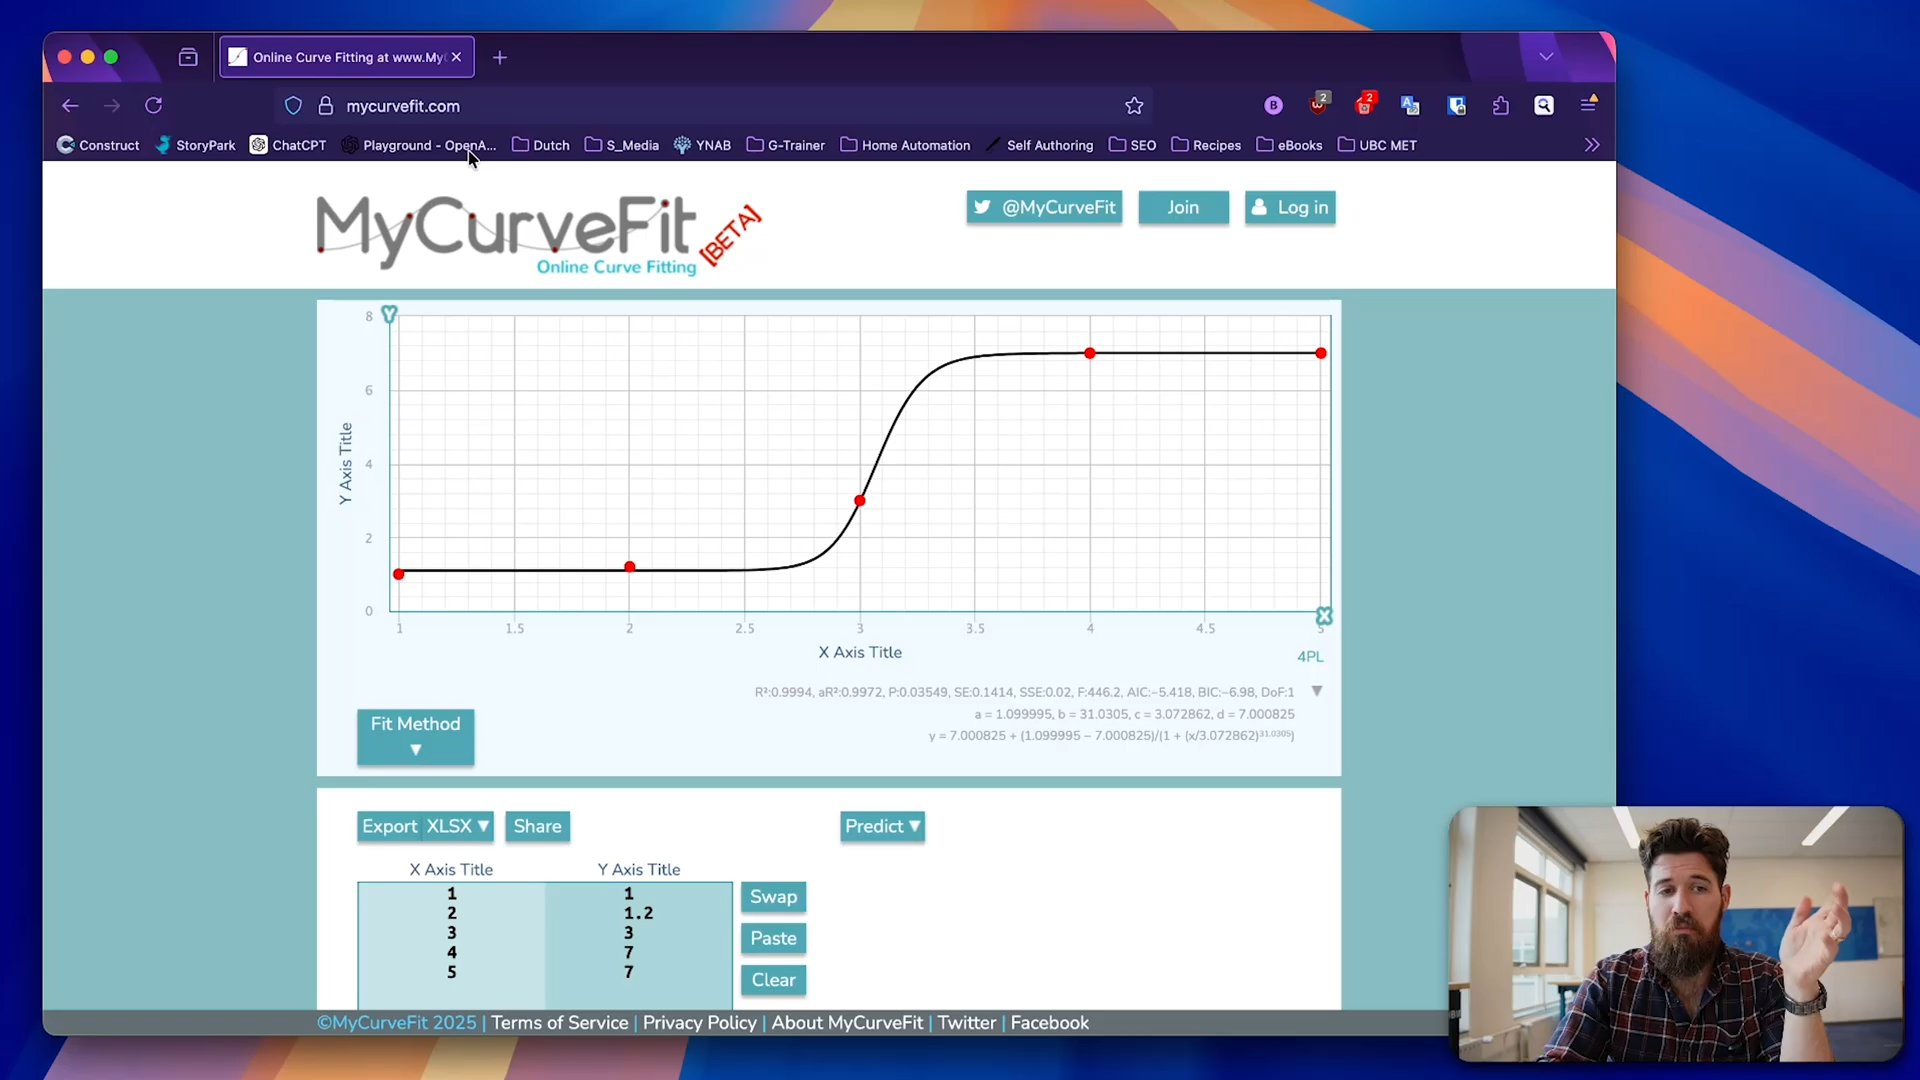 Online Curve Fitting at www.My
mycurvefit.com
B
2
2
Construct
StoryPark
ChatCPT
Playground - OpenA...
Dutch
S_Media
YNAB
G-Trainer
Home Automation
Self Authoring
SEO
Recipes
eBooks
UBC MET
MyCurveFit
[BETA]
Online Curve Fitting
@MyCurveFit
Join
Log in
Y
8
6
4
2
0
Y Axis Title
1 1.5 2 2.5 3 3.5 4 4.5 5
X
X Axis Title
4PL
R²:0.9994, aR²:0.9972, P:0.03549, SE:0.1414, SSE:0.02, F:446.2, AIC:−5.418, BIC:−6.98, DoF:1
a = 1.099995, b = 31.0305, c = 3.072862, d = 7.000825
y = 7.000825 + (1.099995 − 7.000825)/(1 + (x/3.072862)^31.0305)
Fit Method
Export XLSX
Share
Predict
X Axis Title Y Axis Title
1 1
2 1.2
3 3
4 7
5 7
Swap
Paste
Clear
©MyCurveFit 2025 | Terms of Service | Privacy Policy | About MyCurveFit | Twitter | Facebook